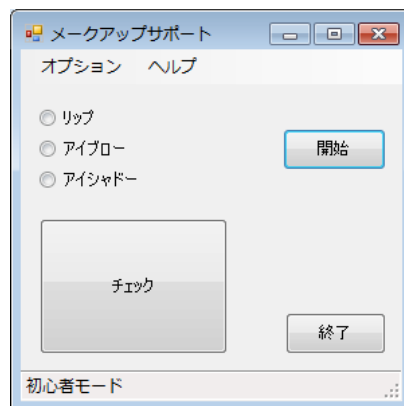 メークアップサポート
オプション ヘルプ
リップ
アイブロー
開始
アイシャドー
チェック
終了
初心者モード